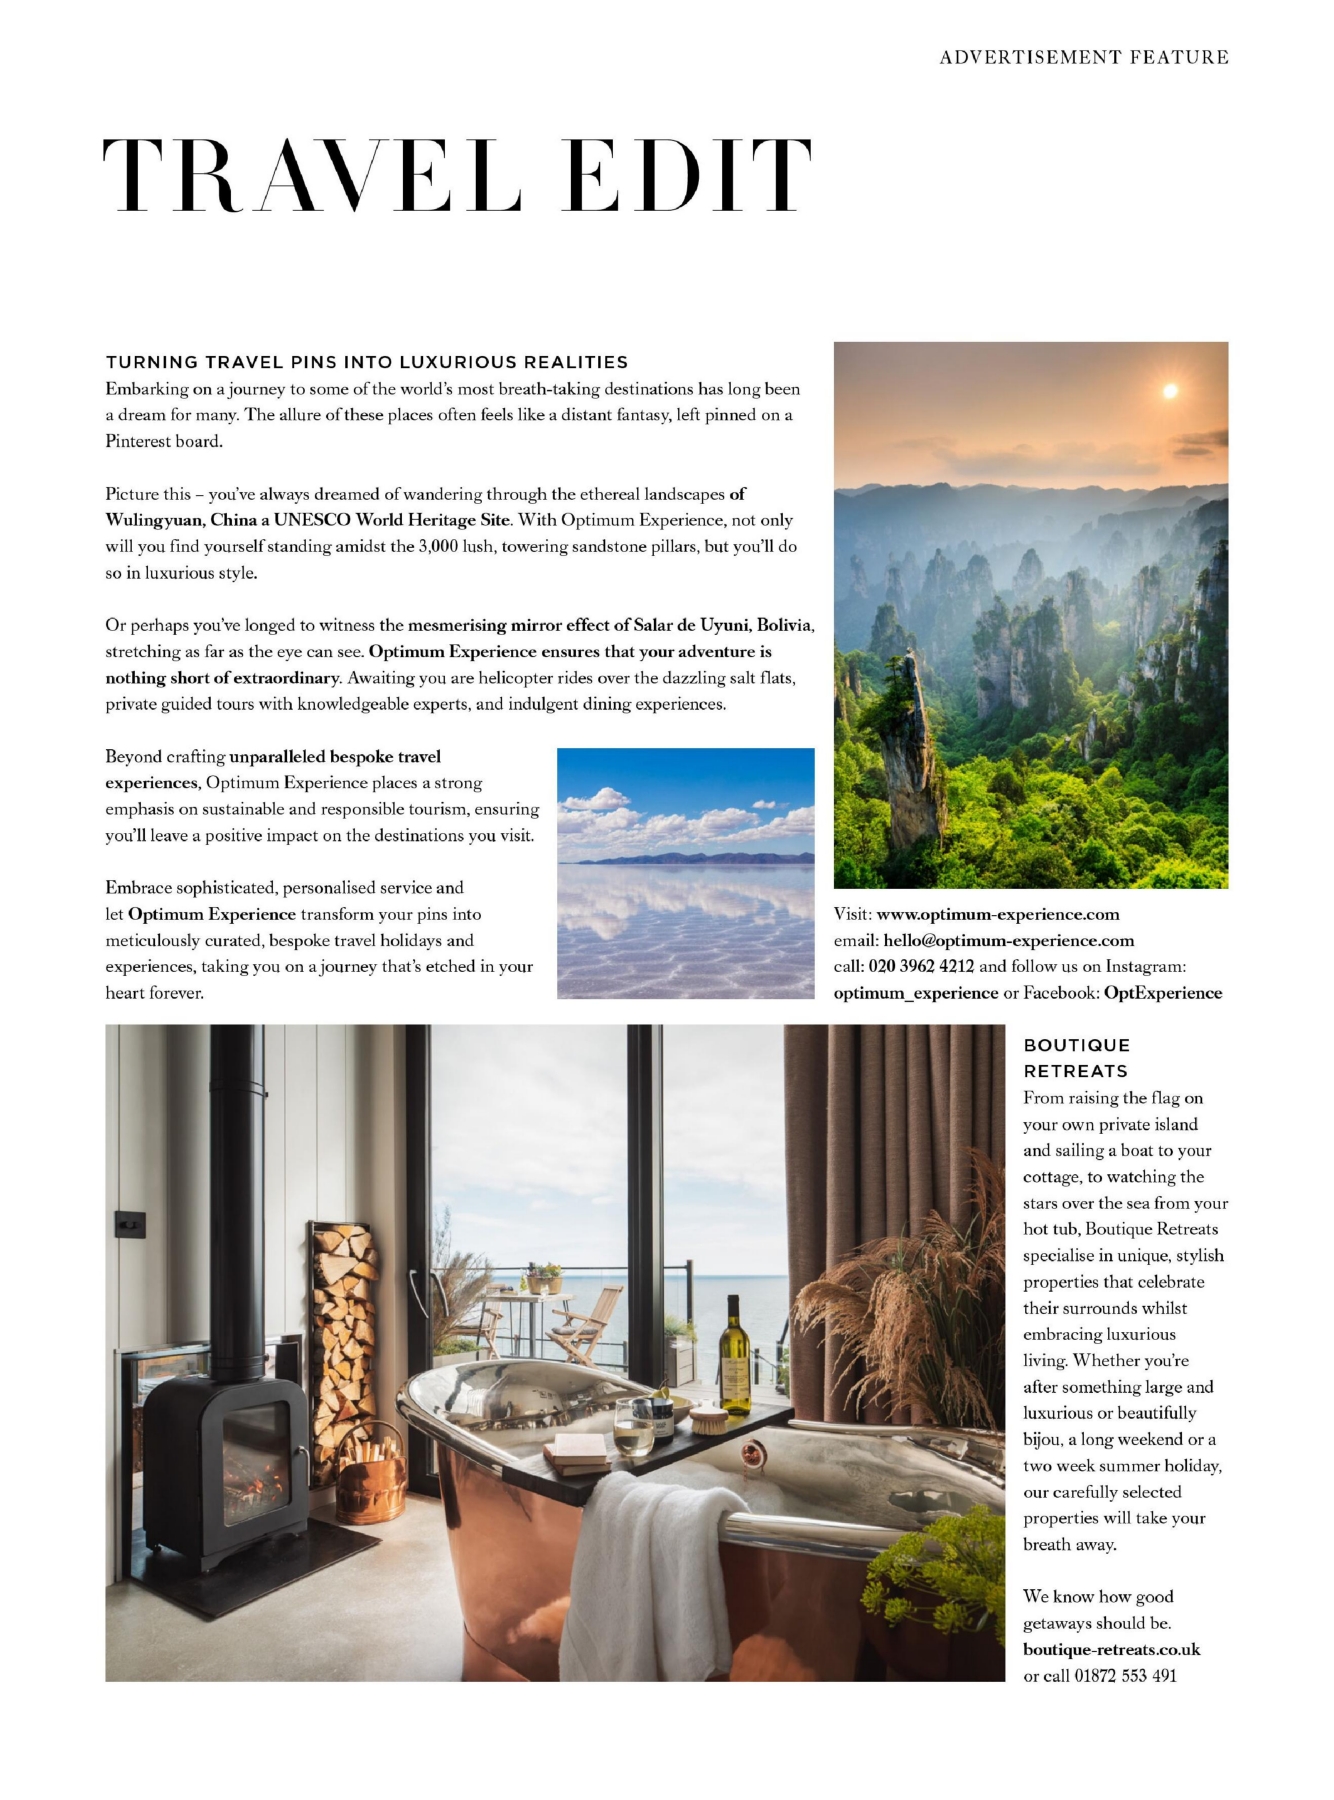 ADVERTISEMENT FEATURE
TRAVEL EDIT
TURNING TRAVEL PINS INTO LUXURIOUS REALITIES
Embarking on a journey to some of the world's most breath-taking destinations has long been
a dream for many. The allure of these places often feels like a distant fantasy, left pinned on a
Pinterest board.
Picture this – you've always dreamed of wandering through the ethereal landscapes of
Wulingyuan, China a UNESCO World Heritage Site. With Optimum Experience, not only
will you find yourself standing amidst the 3,000 lush, towering sandstone pillars, but you'll do
so in luxurious style.
Or perhaps you've longed to witness the mesmerising mirror effect of Salar de Uyuni, Bolivia,
stretching as far as the eye can see. Optimum Experience ensures that your adventure is
nothing short of extraordinary. Awaiting you are helicopter rides over the dazzling salt flats,
private guided tours with knowledgeable experts, and indulgent dining experiences.
Beyond crafting unparalleled bespoke travel
experiences, Optimum Experience places a strong
emphasis on sustainable and responsible tourism, ensuring
you'll leave a positive impact on the destinations you visit.
Embrace sophisticated, personalised service and
let Optimum Experience transform your pins into
meticulously curated, bespoke travel holidays and
experiences, taking you on a journey that's etched in your
heart forever.
Visit: www.optimum-experience.com
email: hello@optimum-experience.com
call: 020 3962 4212 and follow us on Instagram:
optimum_experience or Facebook: OptExperience
BOUTIQUE
RETREATS
From raising the flag on
your own private island
and sailing a boat to your
cottage, to watching the
stars over the sea from your
hot tub, Boutique Retreats
specialise in unique, stylish
properties that celebrate
their surrounds whilst
embracing luxurious
living. Whether you're
after something large and
luxurious or beautifully
bijou, a long weekend or a
two week summer holiday,
our carefully selected
properties will take your
breath away.
We know how good
getaways should be.
boutique-retreats.co.uk
or call 01872 553 491